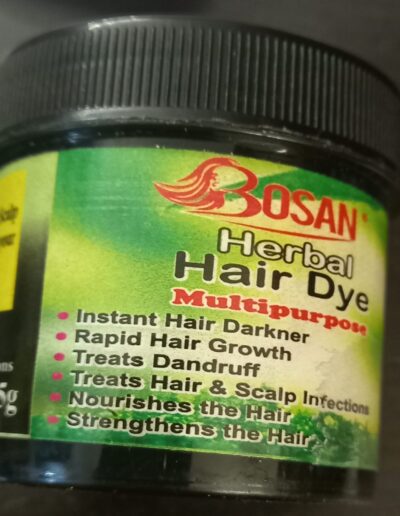 BOSAN
Herbal
Hair Dye
Multipurpose
Instant Hair Darkner
Rapid Hair Growth
Treats Dandruff
Treats Hair & Scalp Infections
Nourishes the Hair
Strengthens the Hair